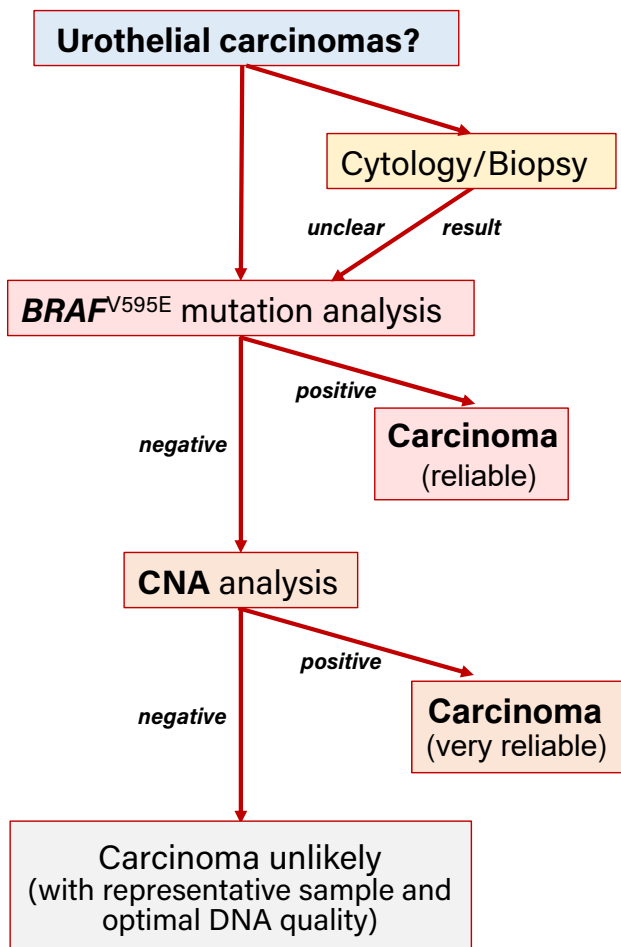 Urothelial carcinomas?
Cytology/Biopsy
unclear result
BRAFV595E mutation analysis
positive
Carcinoma
(reliable)
negative
CNA analysis
positive
Carcinoma
(very reliable)
negative
Carcinoma unlikely
(with representative sample and
optimal DNA quality)